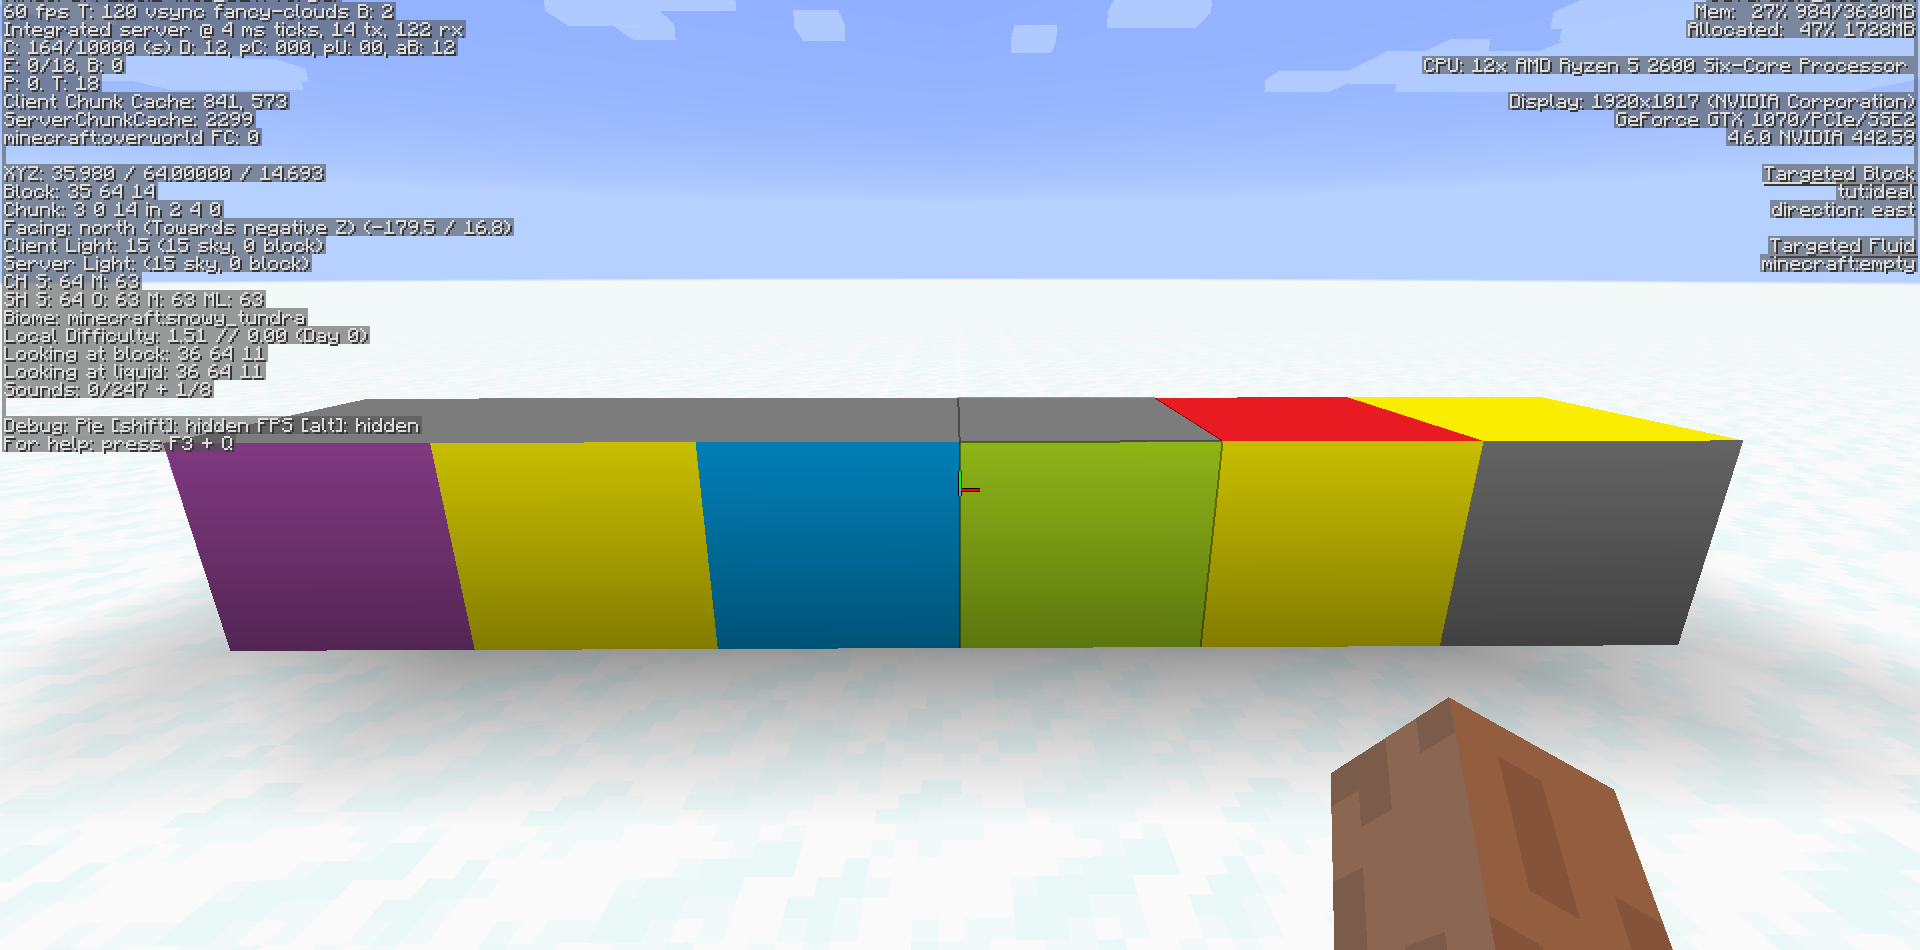 60 fps T: 120 vsync fancy-clouds B: 2
Integrated server @ 4 ms ticks, 14 tx, 122 rx
C: 164/10000 (s) D: 12, pC: 000, pU: 00, aB: 12
E: 0/18, B: 0
P: 0. T: 18
Client Chunk Cache: 841, 573
ServerChunkCache: 2299
minecraft:overworld FC: 0
XYZ: 35.980 / 64.00000 / 14.693
Block: 35 64 14
Chunk: 3 0 14 in 2 4 0
Facing: north (Towards negative Z) (-179.5 / 16.8)
Client Light: 15 (15 sky, 0 block)
Server Light: (15 sky, 0 block)
CH S: 64 M: 63
SH S: 64 O: 63 M: 63 ML: 63
Biome: minecraft:snowy_tundra
Local Difficulty: 1.51 // 0.00 (Day 0)
Looking at block: 36 64 11
Looking at liquid: 36 64 11
Sounds: 0/247 + 1/8
Debug: Pie [shift]: hidden FPS [alt]: hidden
For help: press F3 + Q
Mem: 27% 984/3630MB
Allocated: 47% 1728MB
CPU: 12x AMD Ryzen 5 2600 Six-Core Processor
Display: 1920x1017 (NVIDIA Corporation)
GeForce GTX 1070/PCIe/SSE2
4.6.0 NVIDIA 442.59
Targeted Block
tut:ideal
direction: east
Targeted Fluid
minecraft:empty